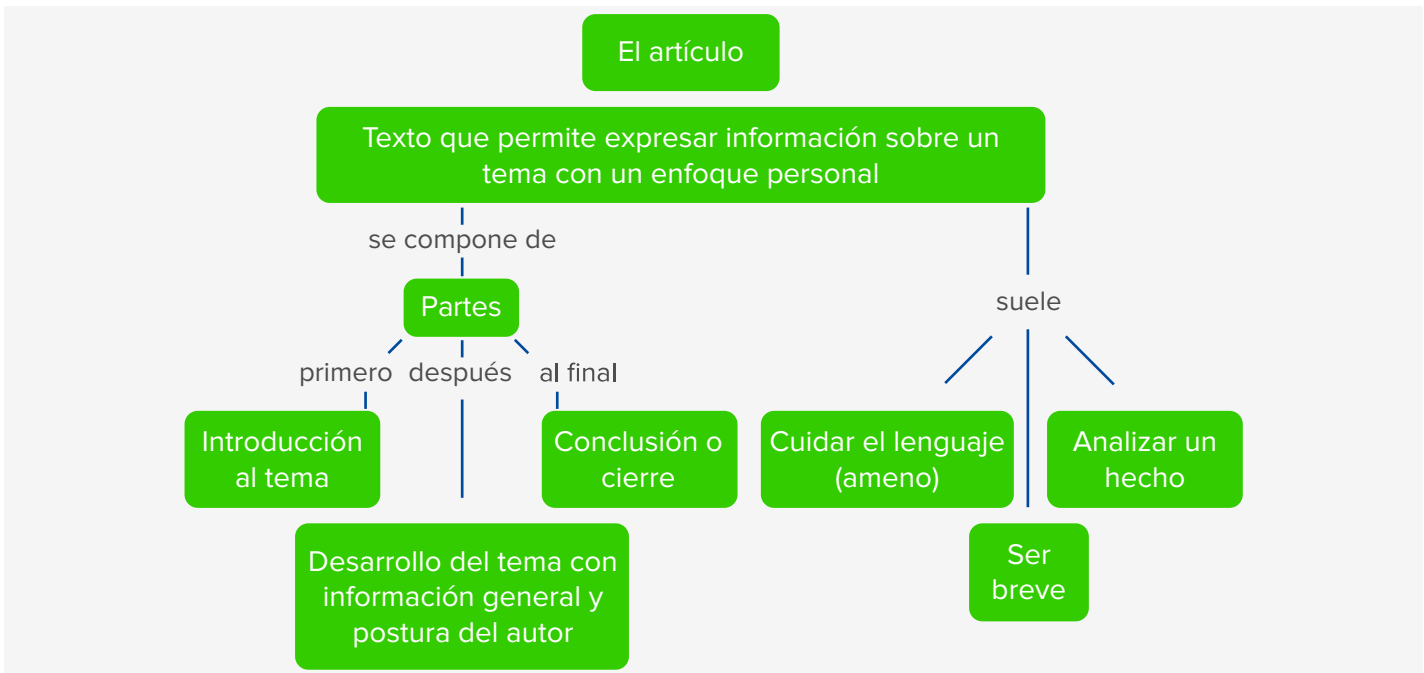 El artículo
Texto que permite expresar información sobre un
tema con un enfoque personal
se compone de
Partes
primero
después
al final
Introducción
al tema
Desarrollo del tema con
información general y
postura del autor
Conclusión o
cierre
suele
Cuidar el lenguaje
(ameno)
Ser
breve
Analizar un
hecho